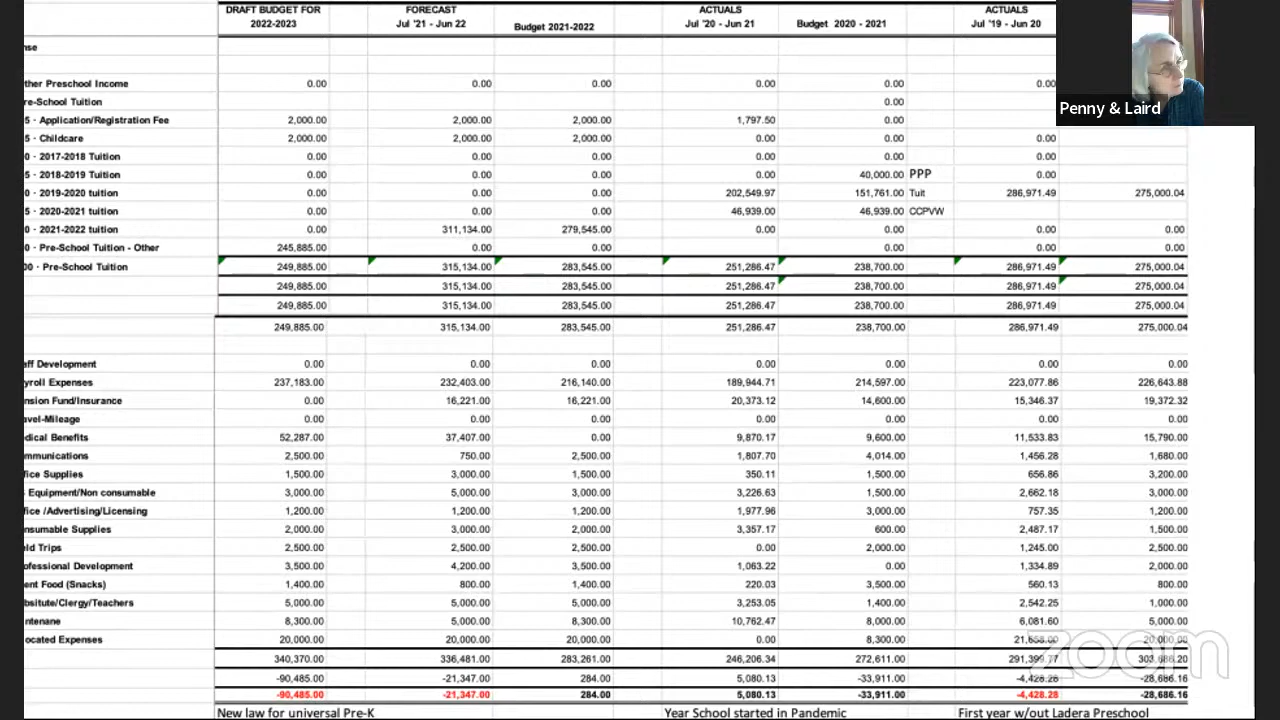 DRAFT BUDGET FOR FORECAST ACTUALS ACTUALS
2022-2023 Jul '21 - Jun 22 Budget 2021-2022 Jul '20 - Jun 21 Budget 2020 - 2021 Jul '19 - Jun 20
nse
ther Preschool Income 0.00 0.00 0.00 0.00 0.00 0.00
re-School Tuition 0.00
5 · Application/Registration Fee 2,000.00 2,000.00 2,000.00 1,797.50 0.00
5 · Childcare 2,000.00 2,000.00 2,000.00 0.00 0.00 0.00
0 · 2017-2018 Tuition 0.00 0.00 0.00 0.00 0.00 0.00
5 · 2018-2019 Tuition 0.00 0.00 0.00 0.00 40,000.00 PPP 0.00
0 · 2019-2020 tuition 0.00 0.00 0.00 202,549.97 151,761.00 Tuit 286,971.49 275,000.04
5 · 2020-2021 tuition 0.00 0.00 0.00 46,939.00 46,939.00 CCPVW
0 · 2021-2022 tuition 0.00 311,134.00 279,545.00 0.00 0.00 0.00 0.00
0 · Pre-School Tuition - Other 245,885.00 0.00 0.00 0.00 0.00 0.00 0.00
00 · Pre-School Tuition 249,885.00 315,134.00 283,545.00 251,286.47 238,700.00 286,971.49 275,000.04
249,885.00 315,134.00 283,545.00 251,286.47 238,700.00 286,971.49 275,000.04
249,885.00 315,134.00 283,545.00 251,286.47 238,700.00 286,971.49 275,000.04
249,885.00 315,134.00 283,545.00 251,286.47 238,700.00 286,971.49 275,000.04
aff Development 0.00 0.00 0.00 0.00 0.00 0.00 0.00
yroll Expenses 237,183.00 232,403.00 216,140.00 189,944.71 214,597.00 223,077.86 226,643.88
nsion Fund/Insurance 0.00 16,221.00 16,221.00 20,373.12 14,600.00 15,346.37 19,372.32
avel-Mileage 0.00 0.00 0.00 0.00 0.00 0.00 0.00
dical Benefits 52,287.00 37,407.00 0.00 9,870.17 9,600.00 11,533.83 15,790.00
mmunications 2,500.00 750.00 2,500.00 1,807.70 4,014.00 1,456.28 1,680.00
fice Supplies 1,500.00 3,000.00 1,500.00 350.11 1,500.00 656.86 3,200.00
Equipment/Non consumable 3,000.00 5,000.00 3,000.00 3,226.63 1,500.00 2,662.18 3,000.00
fice /Advertising/Licensing 1,200.00 1,200.00 1,200.00 1,977.96 3,000.00 757.35 1,200.00
nsumable Supplies 2,000.00 3,000.00 2,000.00 3,357.17 600.00 2,487.17 1,500.00
eld Trips 2,500.00 2,500.00 2,500.00 0.00 2,000.00 1,245.00 2,500.00
ofessional Development 3,500.00 4,200.00 3,500.00 1,063.22 0.00 1,334.89 2,000.00
ent Food (Snacks) 1,400.00 800.00 1,400.00 220.03 3,500.00 560.13 800.00
bsitute/Clergy/Teachers 5,000.00 5,000.00 5,000.00 3,253.05 1,400.00 2,542.25 1,000.00
ntenane 8,300.00 5,000.00 8,300.00 10,762.47 8,000.00 6,081.60 5,000.00
ocated Expenses 20,000.00 20,000.00 20,000.00 0.00 8,300.00 21,658.00 20,000.00
340,370.00 336,481.00 283,261.00 246,206.34 272,611.00 291,399.77 303,686.20
-90,485.00 -21,347.00 284.00 5,080.13 -33,911.00 -4,428.28 -28,686.16
-90,485.00 -21,347.00 284.00 5,080.13 -33,911.00 -4,428.28 -28,686.16
New law for universal Pre-K Year School started in Pandemic First year w/out Ladera Preschool
Penny & Laird
zoom